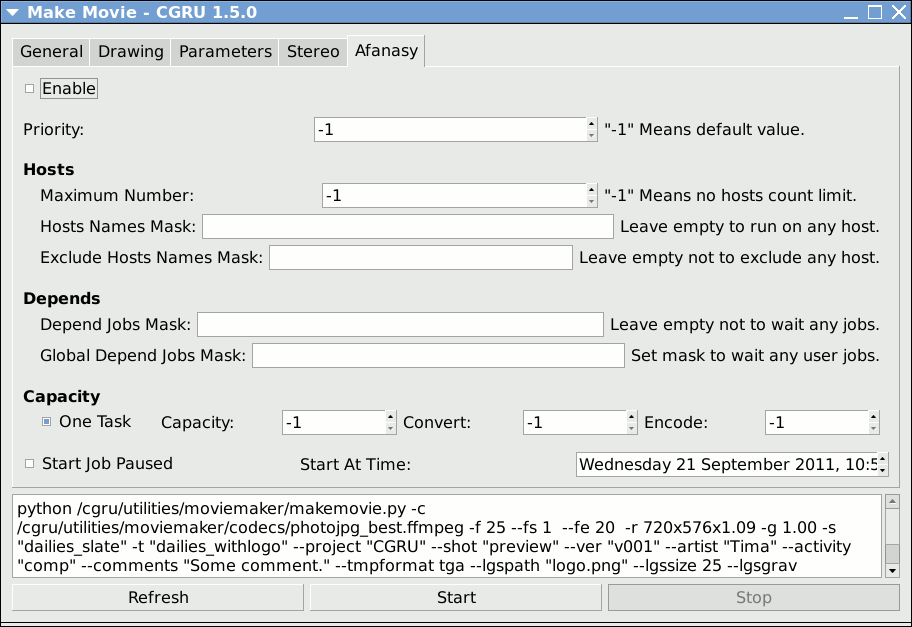 Make Movie - CGRU 1.5.0
General Drawing Parameters Stereo Afanasy
Enable
Priority: -1 "-1" Means default value.
Hosts
Maximum Number: -1 "-1" Means no hosts count limit.
Hosts Names Mask: Leave empty to run on any host.
Exclude Hosts Names Mask: Leave empty not to exclude any host.
Depends
Depend Jobs Mask: Leave empty not to wait any jobs.
Global Depend Jobs Mask: Set mask to wait any user jobs.
Capacity
One Task Capacity: -1 Convert: -1 Encode: -1
Start Job Paused Start At Time: Wednesday 21 September 2011, 10:5
python /cgru/utilities/moviemaker/makemovie.py -c
/cgru/utilities/moviemaker/codecs/photojpg_best.ffmpeg -f 25 --fs 1  --fe 20  -r 720x576x1.09 -g 1.00 -s
"dailies_slate" -t "dailies_withlogo" --project "CGRU" --shot "preview" --ver "v001" --artist "Tima" --activity
"comp" --comments "Some comment." --tmpformat tga --lgspath "logo.png" --lgssize 25 --lgsgrav
Refresh Start Stop